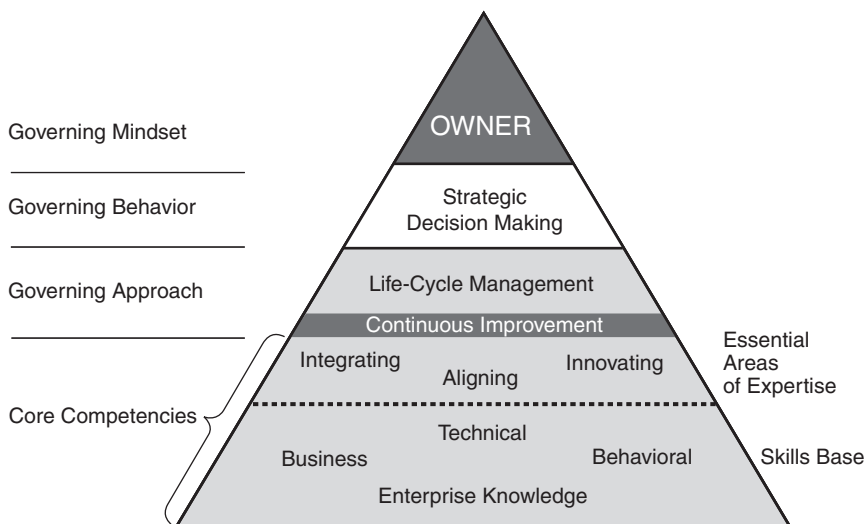 OWNER
Governing Mindset
Governing Behavior
Strategic
Decision Making
Governing Approach
Life-Cycle Management
Continuous Improvement
Integrating
Aligning
Innovating
Essential
Areas
of Expertise
Core Competencies
Technical
Business
Behavioral
Skills Base
Enterprise Knowledge